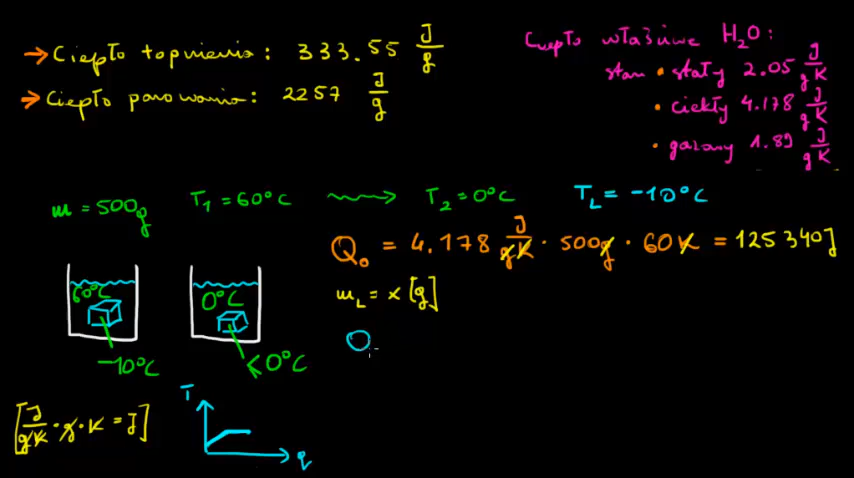 → Ciepło topnienia: 333.55 J/g
→ Ciepło parowania: 2257 J/g
Ciepło właściwe H₂O:
stan • stały 2.05 J/gK
• ciekły 4.178 J/gK
• gazowy 1.89 J/gK
m = 500g T₁ = 60°C → T₂ = 0°C T_L = -10°C
Q₀ = 4.178 J/gK · 500g · 60K = 125340J
m_L = x [g]
60°C
-10°C
0°C
<0°C
Q
[J/gK · g · K = J]
T
q